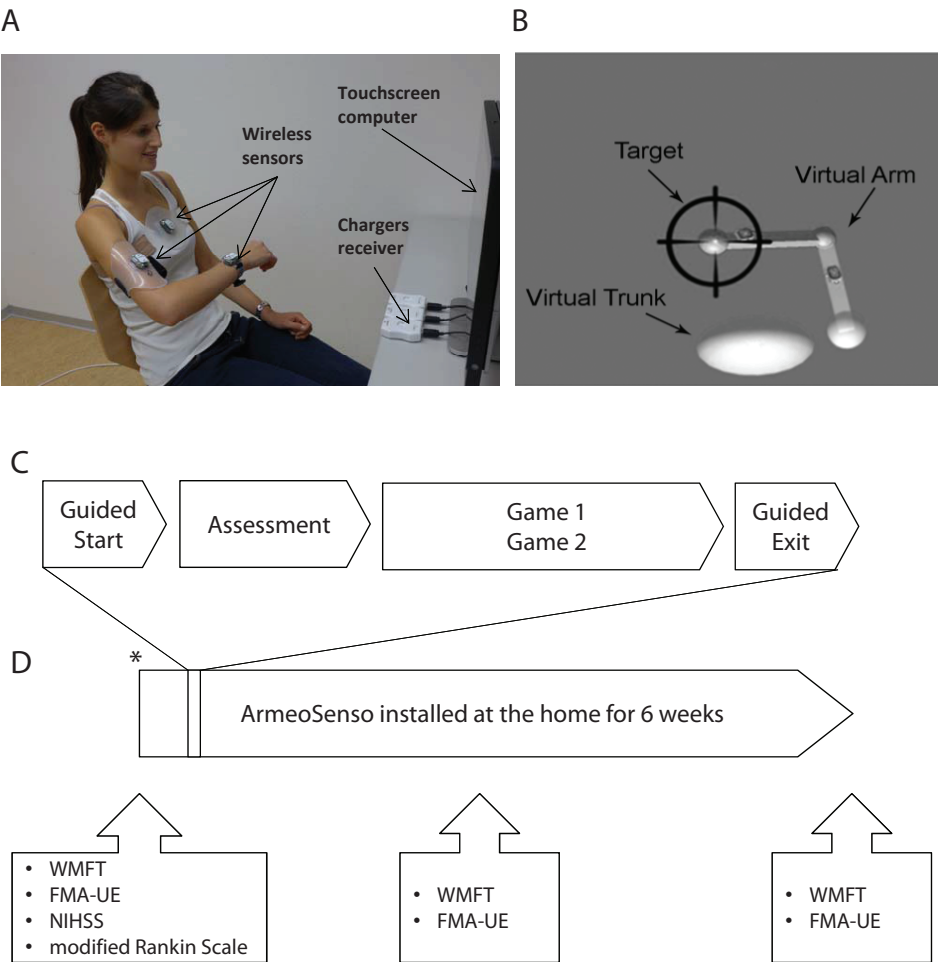 A
B
Touchscreen
computer
Wireless
sensors
Chargers
receiver
Target
Virtual Arm
Virtual Trunk
C
Guided
Start
Assessment
Game 1
Game 2
Guided
Exit
D
*
ArmeoSenso installed at the home for 6 weeks
• WMFT
• FMA-UE
• NIHSS
• modified Rankin Scale
• WMFT
• FMA-UE
• WMFT
• FMA-UE